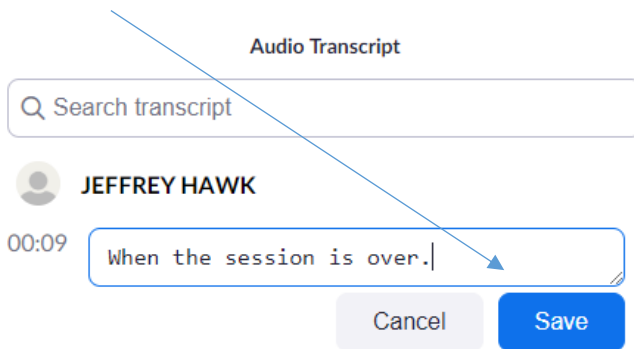 Audio Transcript
Search transcript
JEFFREY HAWK
00:09 When the session is over.
Cancel Save